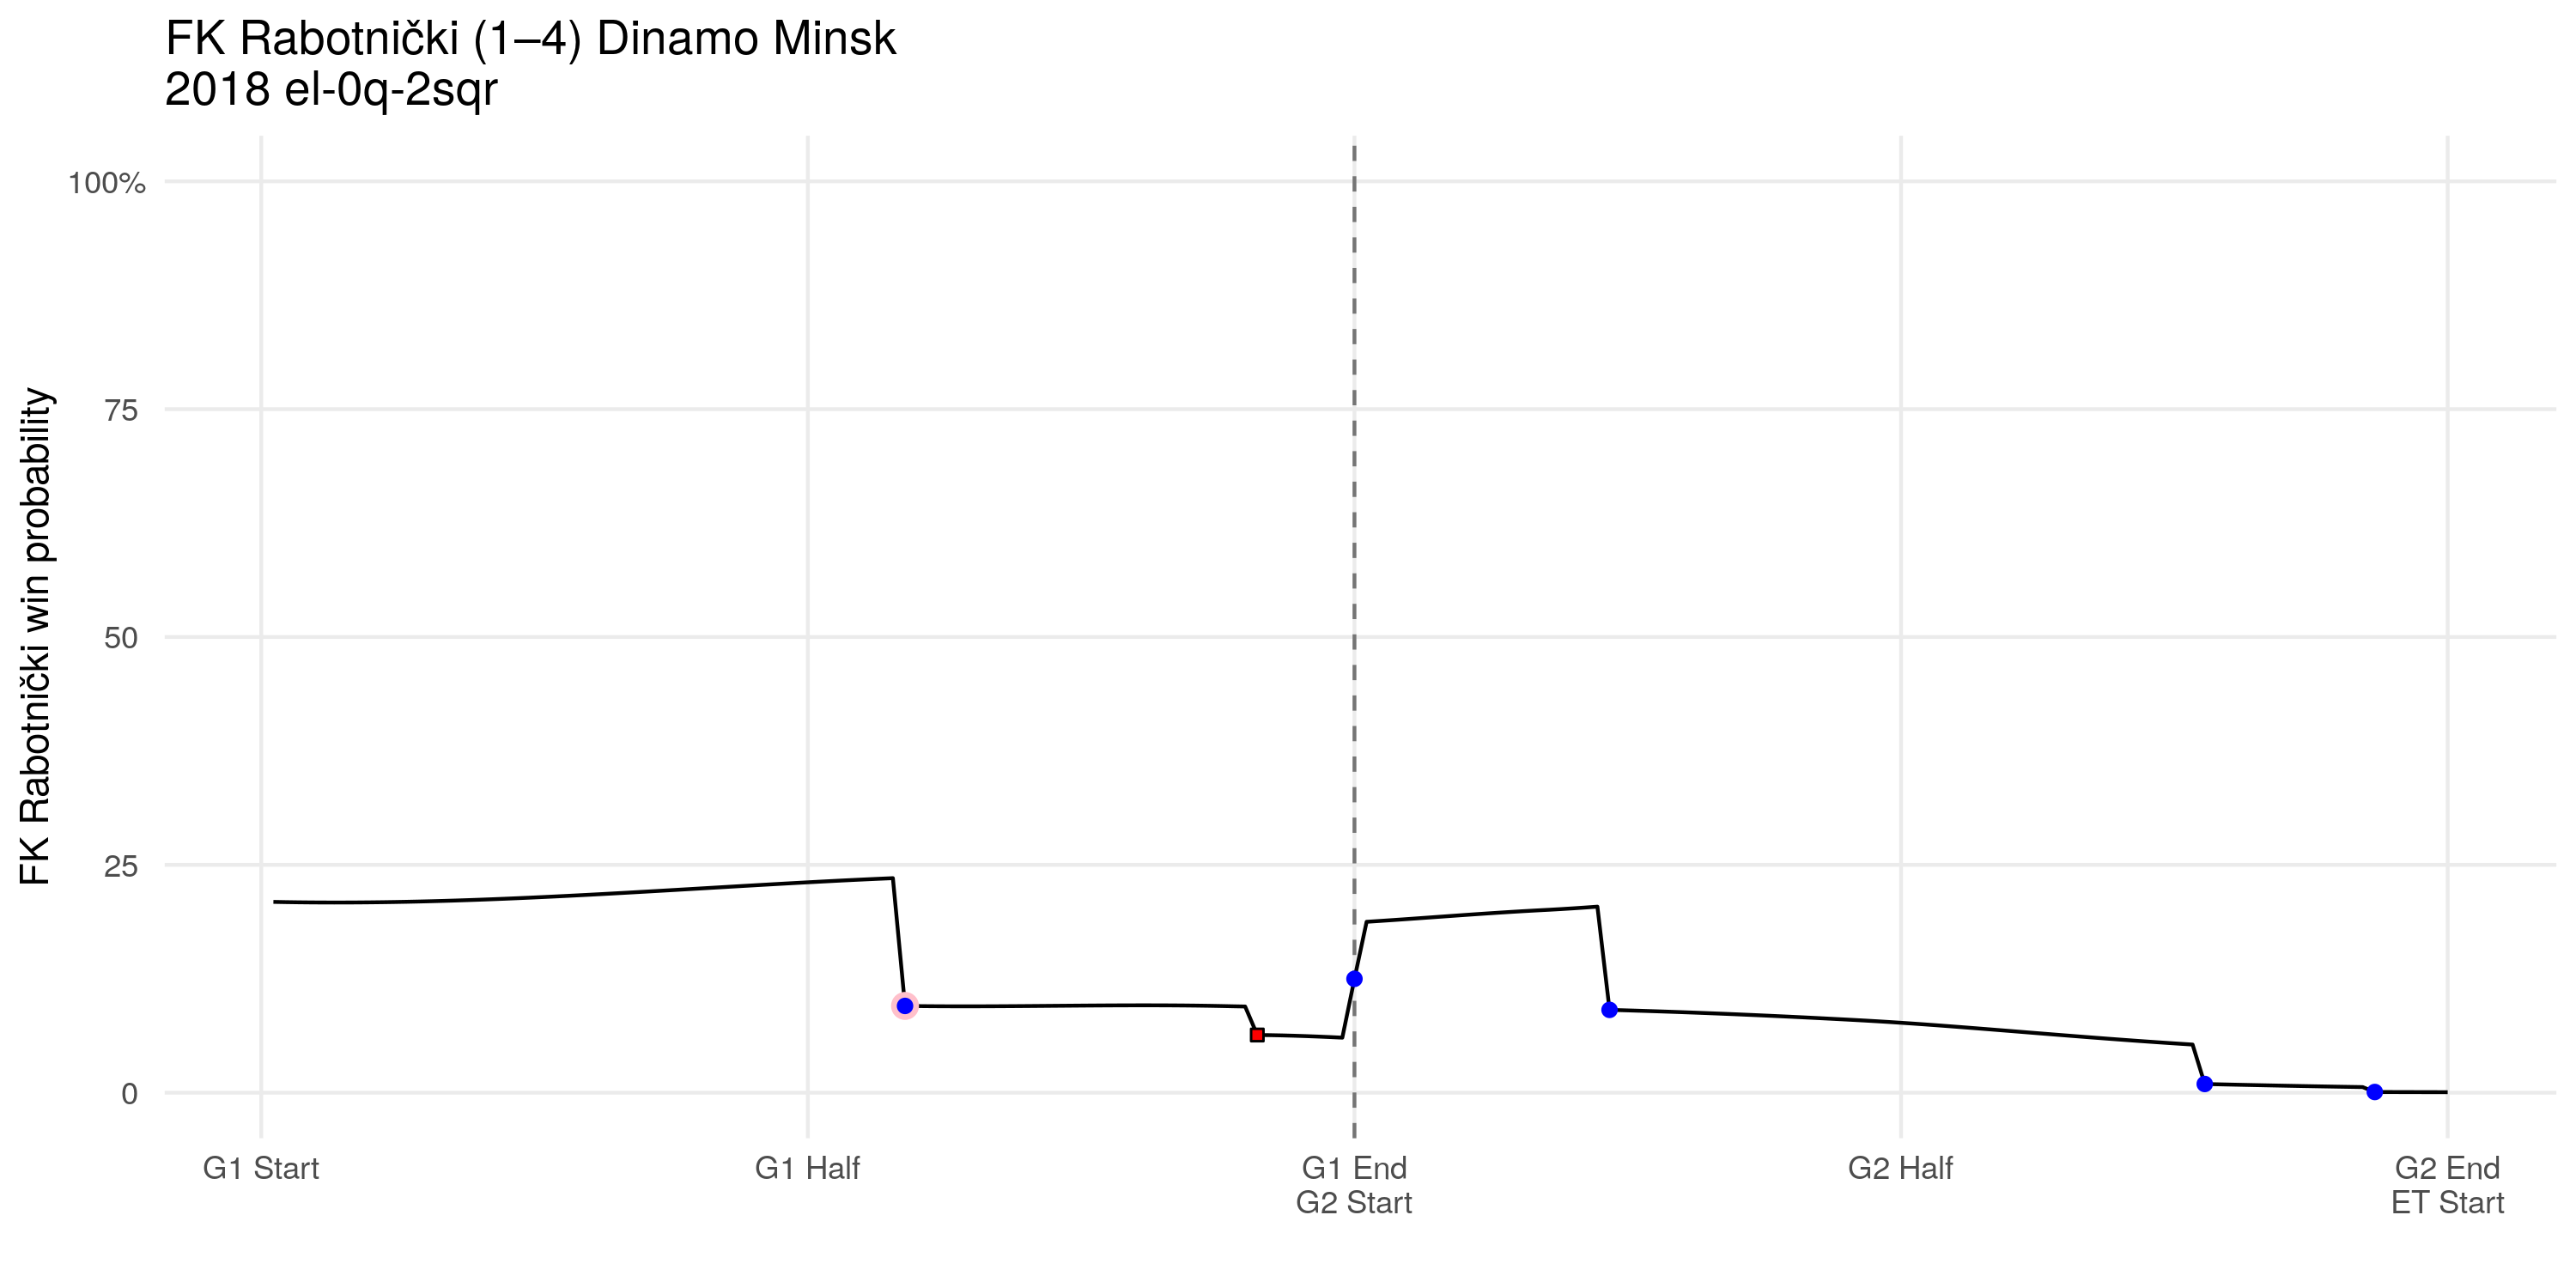 FK Rabotnički (1–4) Dinamo Minsk
2018 el-0q-2sqr
FK Rabotnički win probability
100%
75
50
25
0
G1 Start
G1 Half
G1 End
G2 Start
G2 Half
G2 End
ET Start